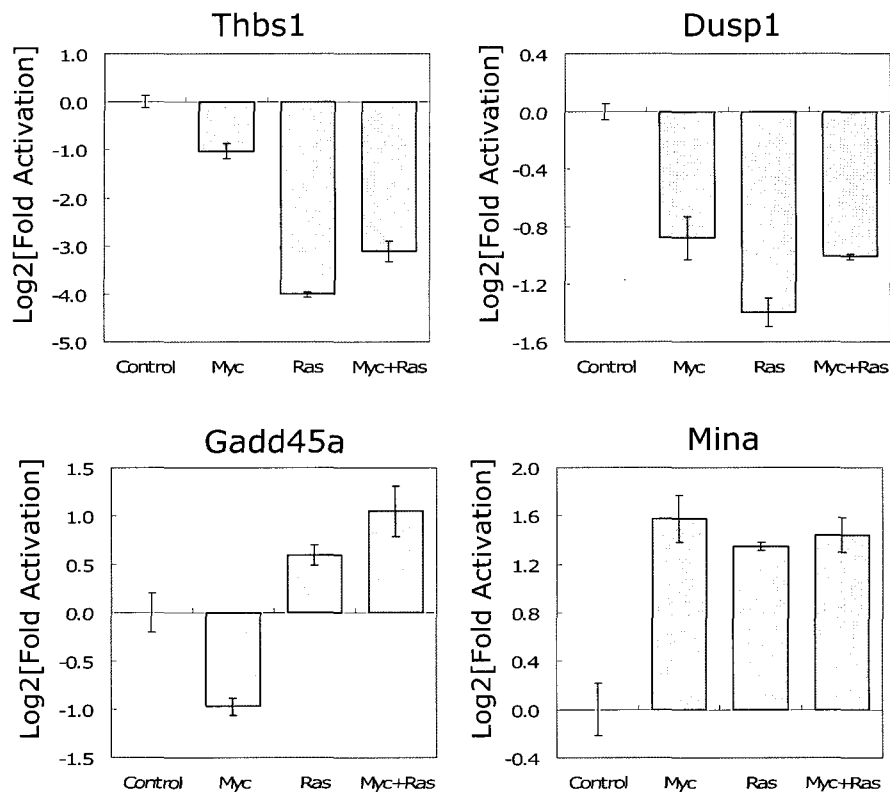 Thbs1
Log2[Fold Activation]
1.0
0.0
-1.0
-2.0
-3.0
-4.0
-5.0
Control Myc Ras Myc+Ras
Dusp1
Log2[Fold Activation]
0.4
0.0
-0.4
-0.8
-1.2
-1.6
Control Myc Ras Myc+Ras
Gadd45a
Log2[Fold Activation]
1.5
1.0
0.5
0.0
-0.5
-1.0
-1.5
Control Myc Ras Myc+Ras
Mina
Log2[Fold Activation]
2.0
1.6
1.2
0.8
0.4
0.0
-0.4
Control Myc Ras Myc+Ras